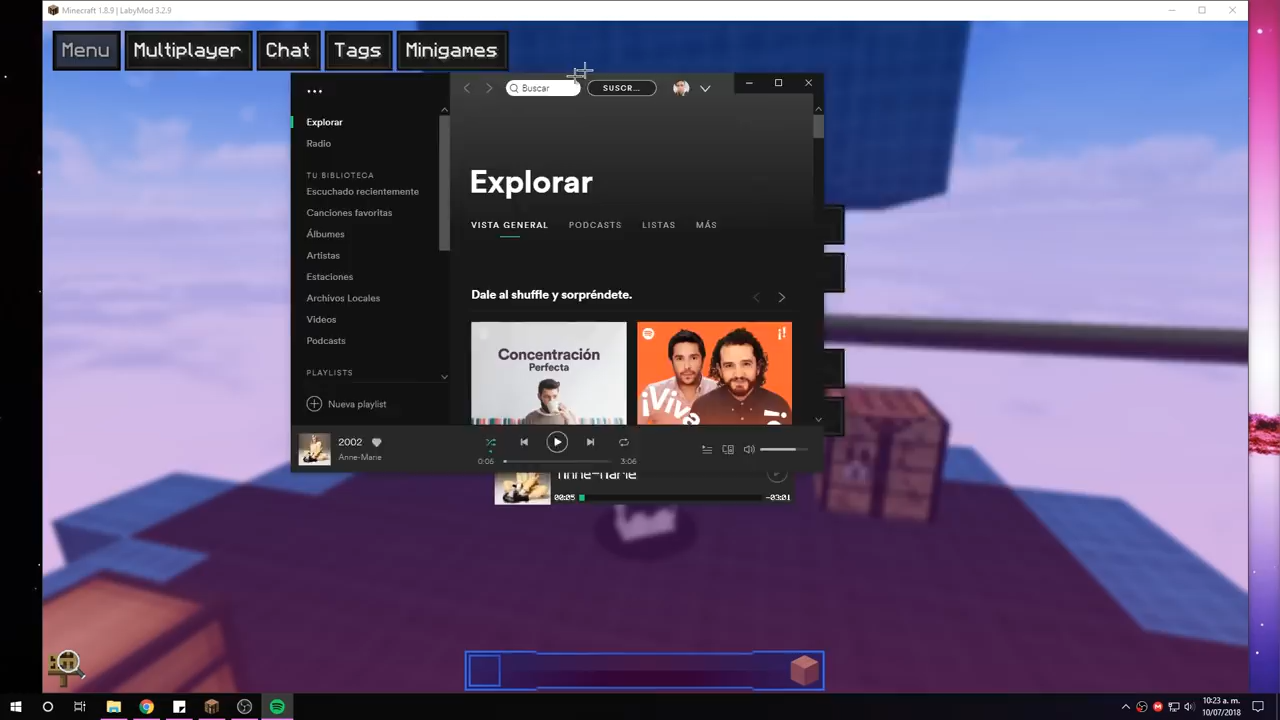 Minecraft 1.8.9 | LabyMod 3.2.9
Menu
Multiplayer
Chat
Tags
Minigames
Buscar
SUSCR...
Explorar
Radio
TU BIBLIOTECA
Escuchado recientemente
Canciones favoritas
Álbumes
Artistas
Estaciones
Archivos Locales
Videos
Podcasts
PLAYLISTS
Nueva playlist
Explorar
VISTA GENERAL
PODCASTS
LISTAS
MÁS
Dale al shuffle y sorpréndete.
Concentración
Perfecta
¡!
¡Viva
!
2002
Anne-Marie
0:06
3:06
Anne-Marie
00:05
-03:01
10:23 a. m.
10/07/2018